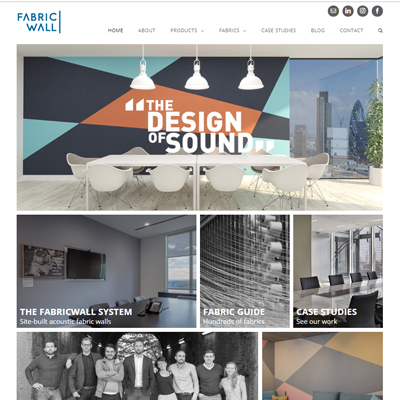 FABRIC
WALL
HOME ABOUT PRODUCTS FABRICS CASE STUDIES BLOG CONTACT
"THE
DESIGN
OF SOUND„
THE FABRICWALL SYSTEM
Site-built acoustic fabric walls
FABRIC GUIDE
Hundreds of fabrics
CASE STUDIES
See our work